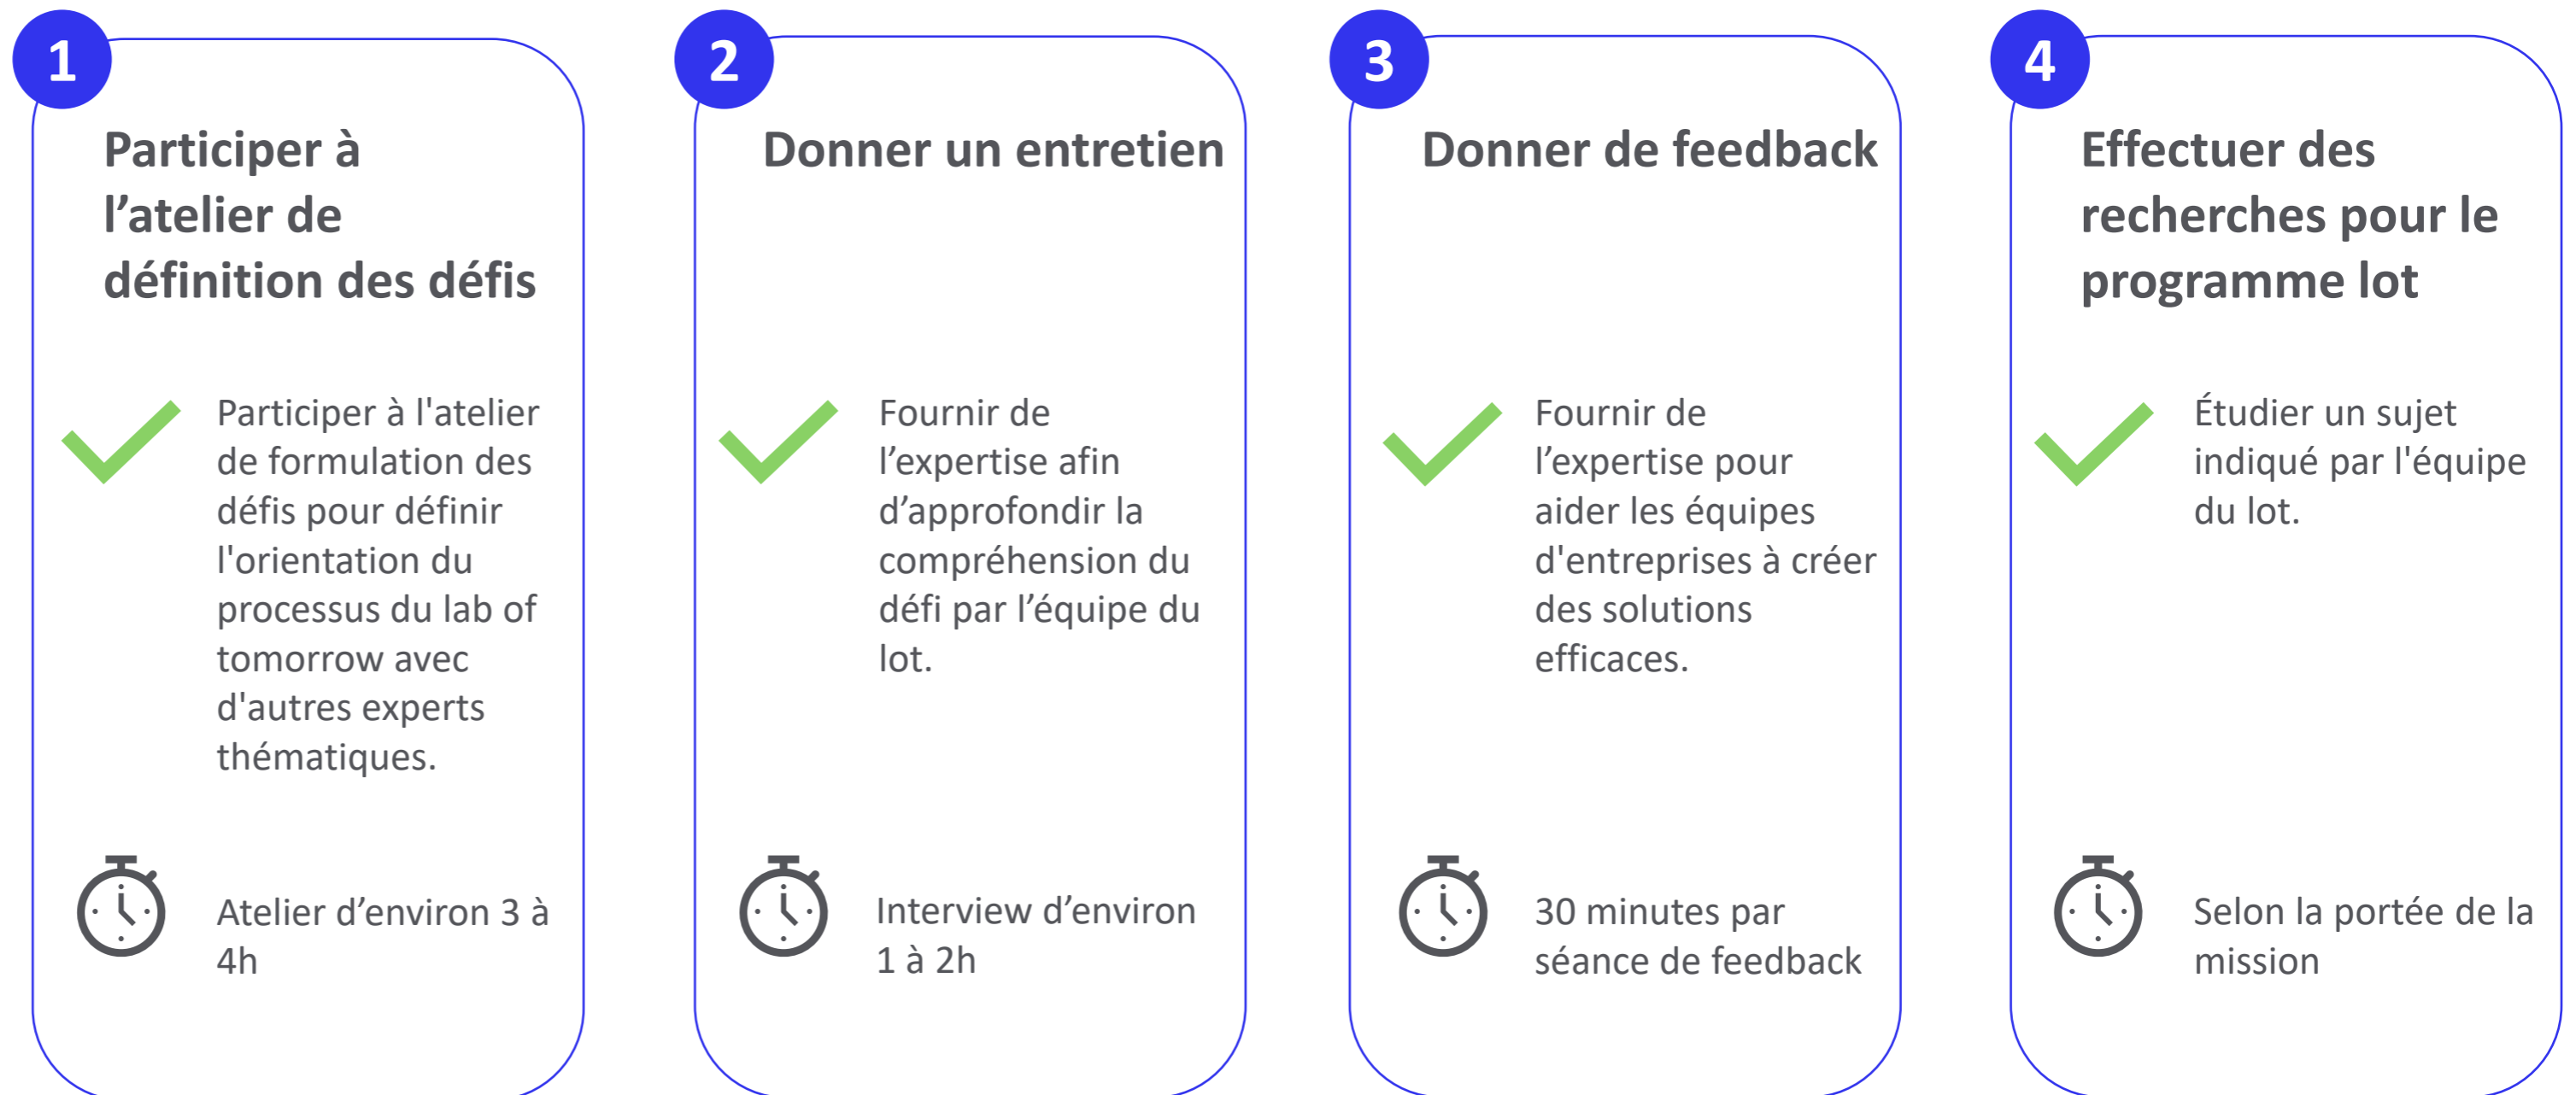 1
Participer à
l’atelier de
définition des défis
Participer à l'atelier
de formulation des
défis pour définir
l'orientation du
processus du lab of
tomorrow avec
d'autres experts
thématiques.
Atelier d’environ 3 à
4h
2
Donner un entretien
Fournir de
l’expertise afin
d’approfondir la
compréhension du
défi par l’équipe du
lot.
Interview d’environ
1 à 2h
3
Donner de feedback
Fournir de
l’expertise pour
aider les équipes
d'entreprises à créer
des solutions
efficaces.
30 minutes par
séance de feedback
4
Effectuer des
recherches pour le
programme lot
Étudier un sujet
indiqué par l'équipe
du lot.
Selon la portée de la
mission